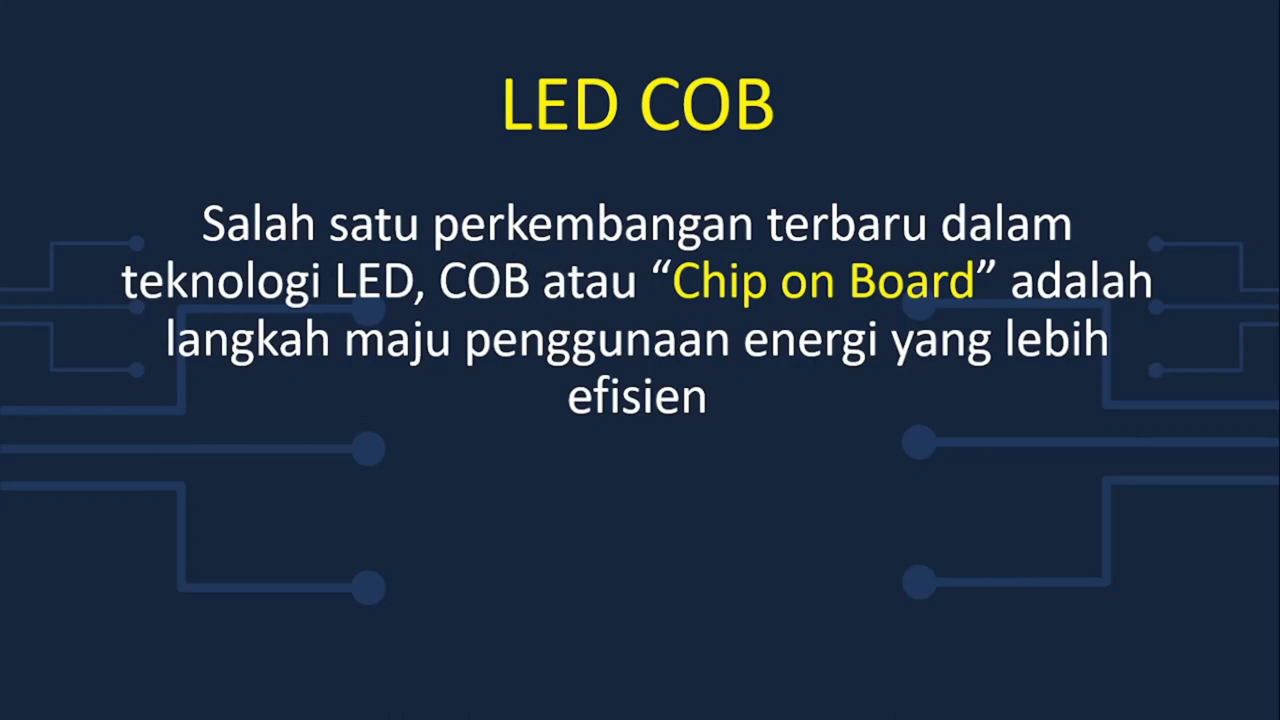 LED COB
Salah satu perkembangan terbaru dalam
teknologi LED, COB atau “Chip on Board” adalah
langkah maju penggunaan energi yang lebih
efisien